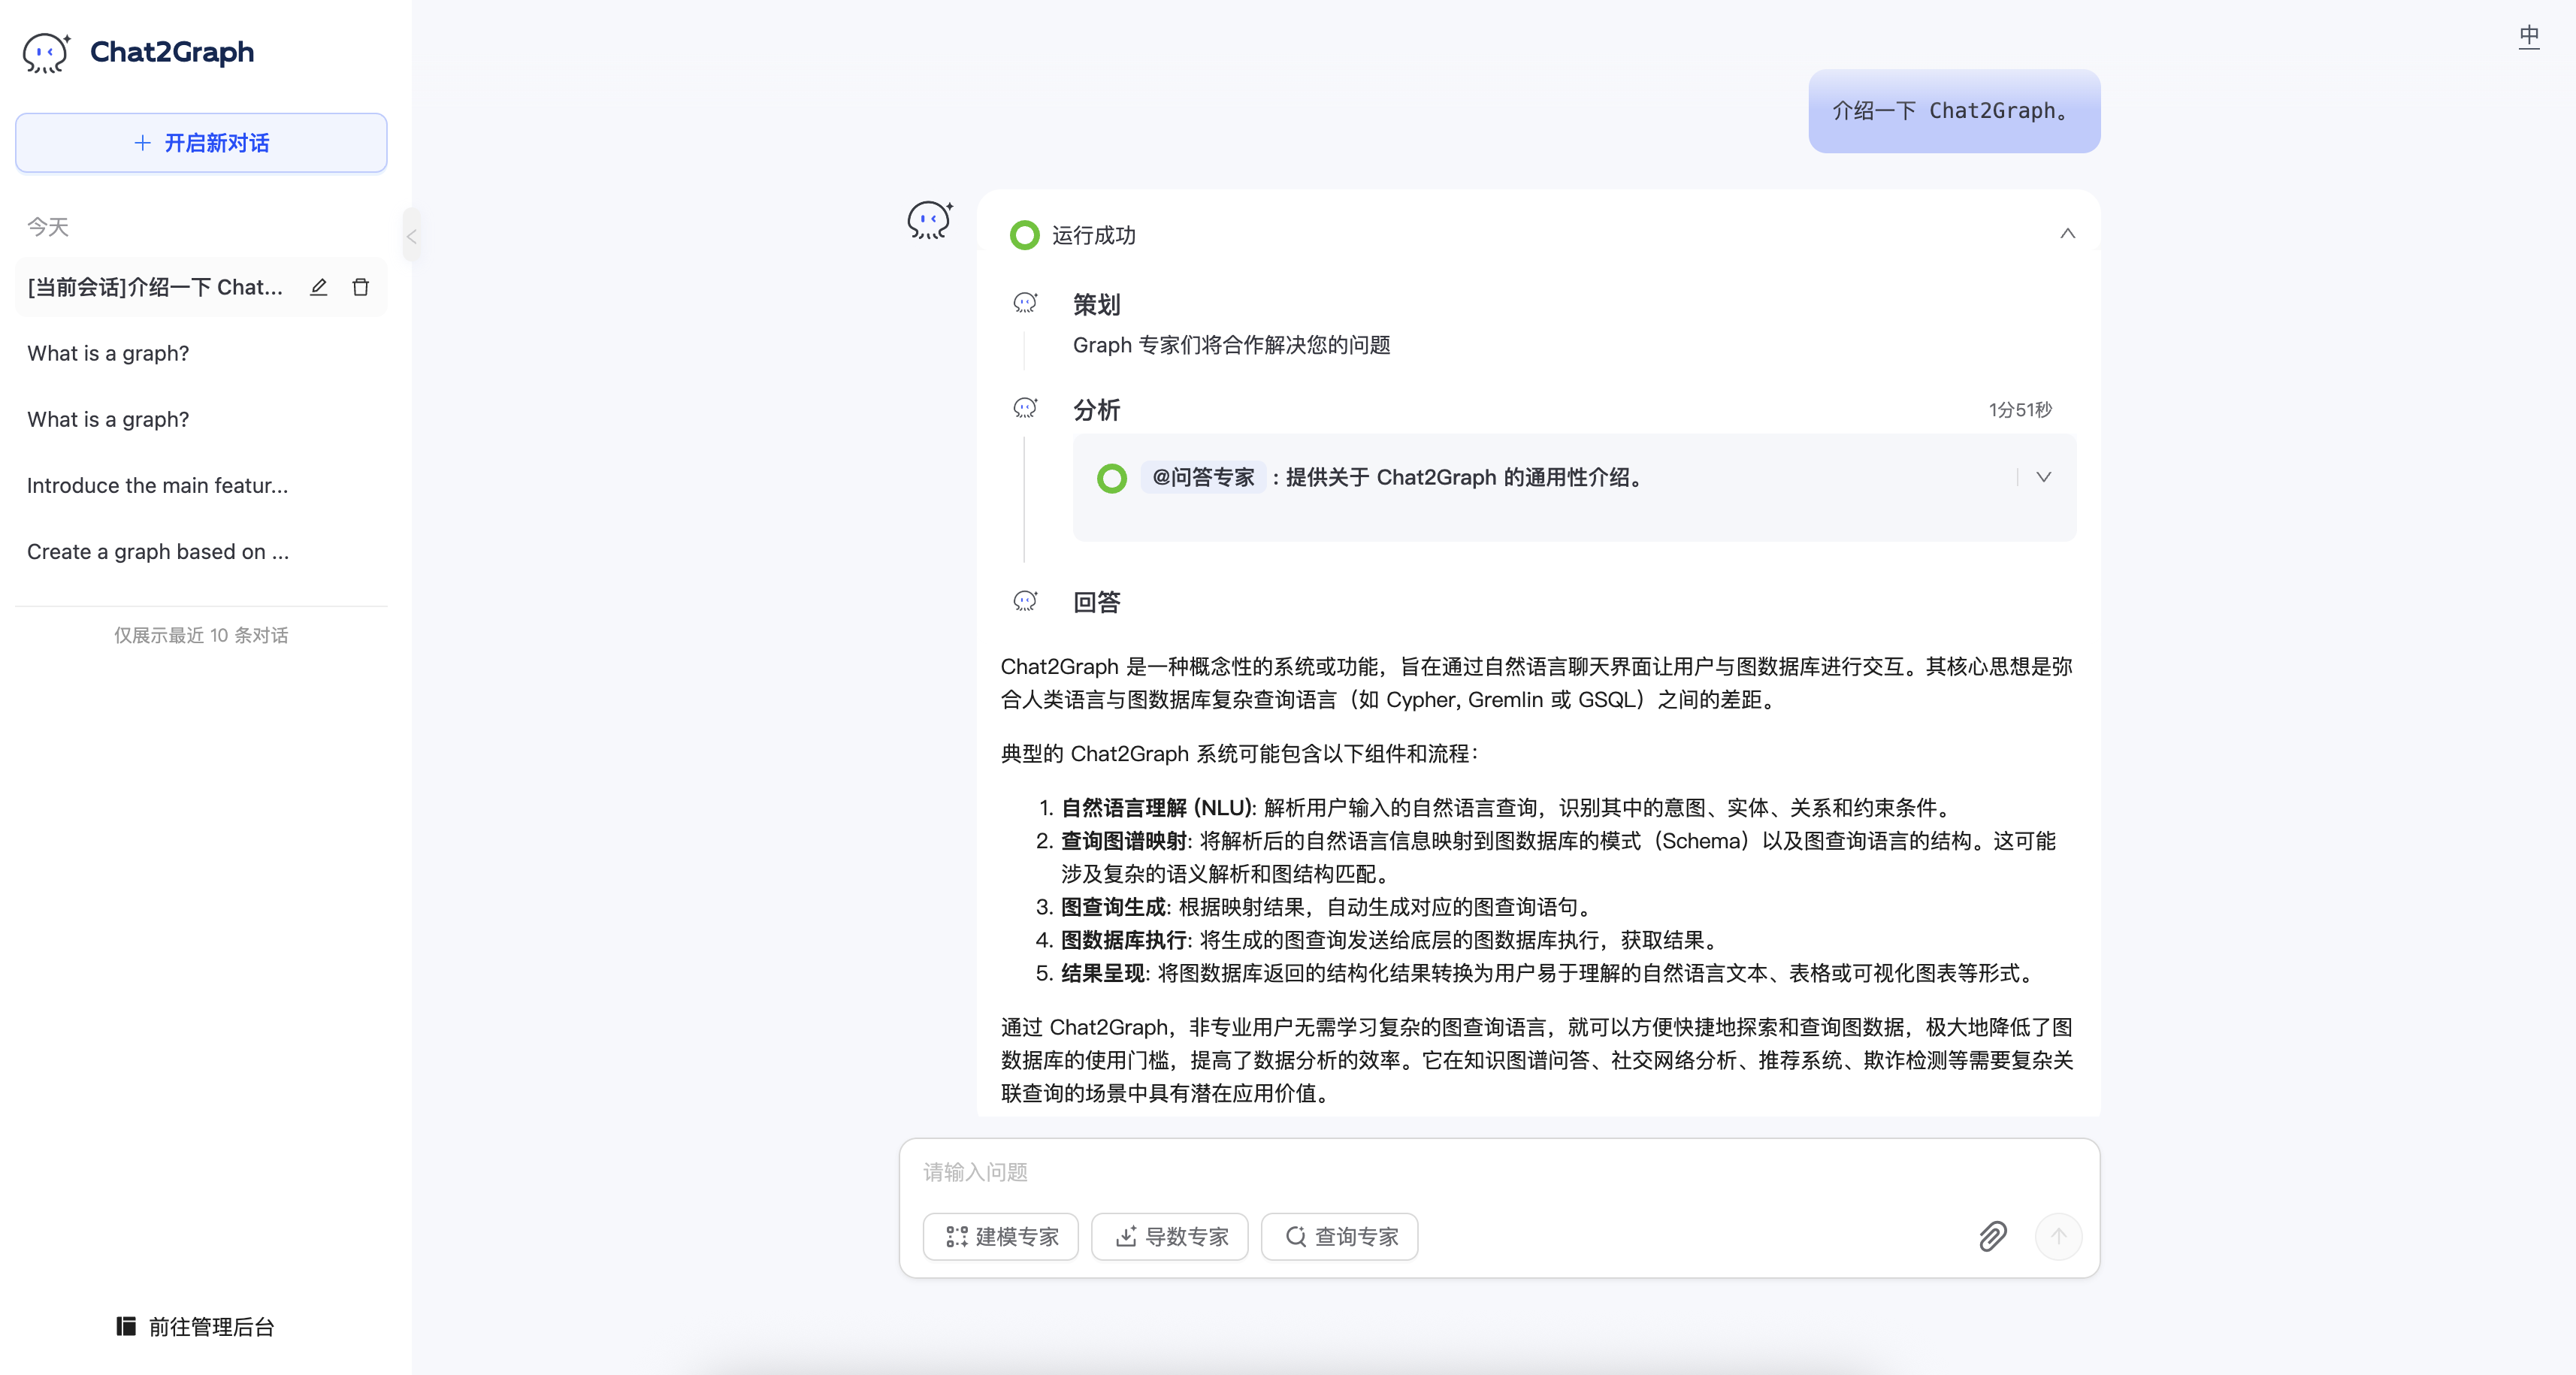 Chat2Graph
中
开启新对话
今天
[当前会话]介绍一下 Chat...
What is a graph?
What is a graph?
Introduce the main featur...
Create a graph based on ...
仅展示最近 10 条对话
前往管理后台
介绍一下 Chat2Graph。
运行成功
策划
Graph 专家们将合作解决您的问题
分析 1分51秒
@问答专家 : 提供关于 Chat2Graph 的通用性介绍。
回答
Chat2Graph 是一种概念性的系统或功能，旨在通过自然语言聊天界面让用户与图数据库进行交互。其核心思想是弥
合人类语言与图数据库复杂查询语言（如 Cypher, Gremlin 或 GSQL）之间的差距。
典型的 Chat2Graph 系统可能包含以下组件和流程：
1. 自然语言理解 (NLU): 解析用户输入的自然语言查询，识别其中的意图、实体、关系和约束条件。
2. 查询图谱映射: 将解析后的自然语言信息映射到图数据库的模式（Schema）以及图查询语言的结构。这可能
涉及复杂的语义解析和图结构匹配。
3. 图查询生成: 根据映射结果，自动生成对应的图查询语句。
4. 图数据库执行: 将生成的图查询发送给底层的图数据库执行，获取结果。
5. 结果呈现: 将图数据库返回的结构化结果转换为用户易于理解的自然语言文本、表格或可视化图表等形式。
通过 Chat2Graph，非专业用户无需学习复杂的图查询语言，就可以方便快捷地探索和查询图数据，极大地降低了图
数据库的使用门槛，提高了数据分析的效率。它在知识图谱问答、社交网络分析、推荐系统、欺诈检测等需要复杂关
联查询的场景中具有潜在应用价值。
请输入问题
建模专家 导数专家 查询专家